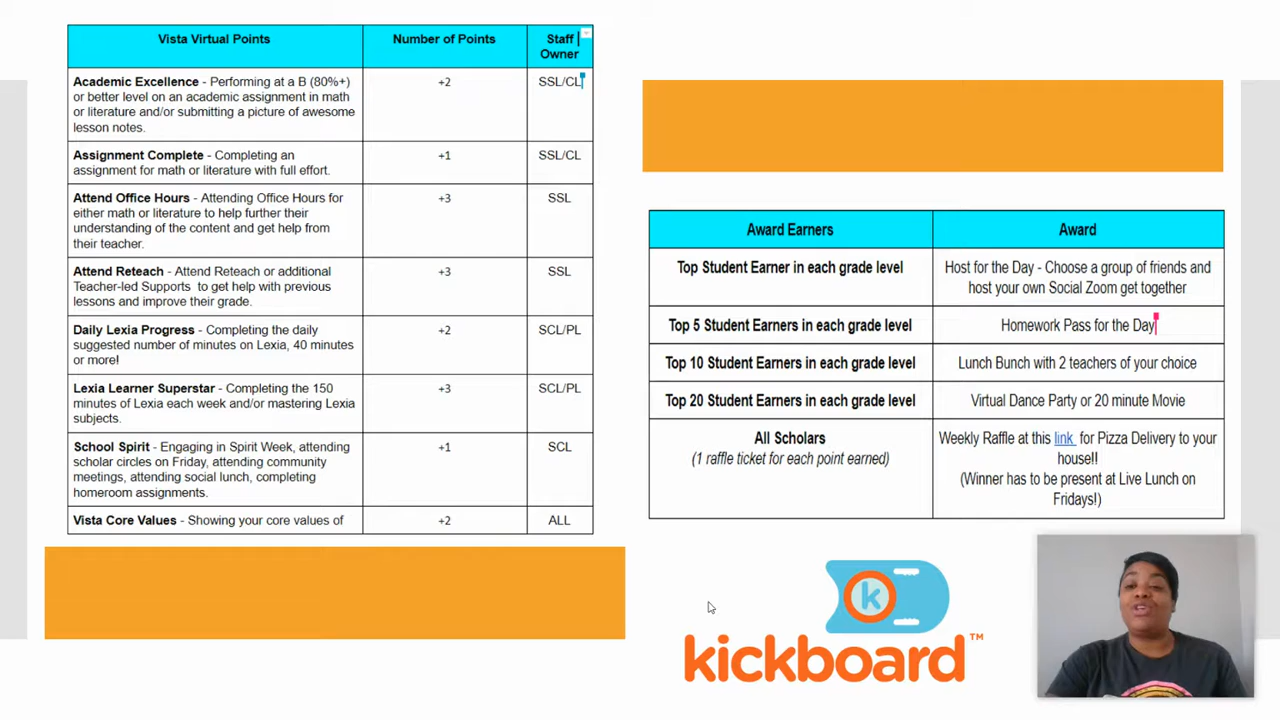 Vista Virtual Points
Number of Points
Staff
Owner
Academic Excellence - Performing at a B (80%+)
or better level on an academic assignment in math
or literature and/or submitting a picture of awesome
lesson notes.
+2
SSL/CL
Assignment Complete - Completing an
assignment for math or literature with full effort.
+1
SSL/CL
Attend Office Hours - Attending Office Hours for
either math or literature to help further their
understanding of the content and get help from
their teacher.
+3
SSL
Attend Reteach - Attend Reteach or additional
Teacher-led Supports to get help with previous
lessons and improve their grade.
+3
SSL
Daily Lexia Progress - Completing the daily
suggested number of minutes on Lexia, 40 minutes
or more!
+2
SCL/PL
Lexia Learner Superstar - Completing the 150
minutes of Lexia each week and/or mastering Lexia
subjects.
+3
SCL/PL
School Spirit - Engaging in Spirit Week, attending
scholar circles on Friday, attending community
meetings, attending social lunch, completing
homeroom assignments.
+1
SCL
Vista Core Values - Showing your core values of
+2
ALL
Award Earners
Award
Top Student Earner in each grade level
Host for the Day - Choose a group of friends and
host your own Social Zoom get together
Top 5 Student Earners in each grade level
Homework Pass for the Day
Top 10 Student Earners in each grade level
Lunch Bunch with 2 teachers of your choice
Top 20 Student Earners in each grade level
Virtual Dance Party or 20 minute Movie
All Scholars
(1 raffle ticket for each point earned)
Weekly Raffle at this link for Pizza Delivery to your
house!!
(Winner has to be present at Live Lunch on
Fridays!)
k
kickboard™